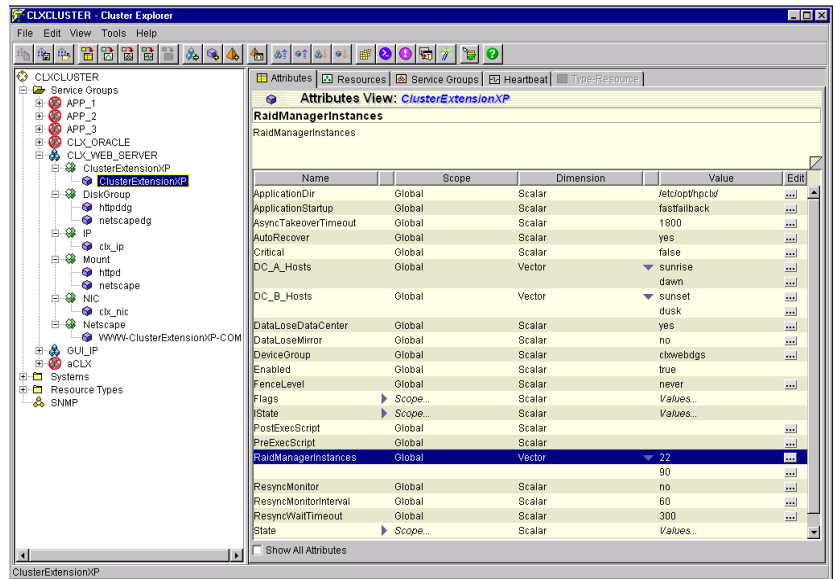 CLXCLUSTER - Cluster Explorer
File Edit View Tools Help
CLXCLUSTER
Service Groups
APP_1
APP_2
APP_3
CLX_ORACLE
CLX_WEB_SERVER
ClusterExtensionXP
ClusterExtensionXP
DiskGroup
httpddg
netscapedg
IP
clx_ip
Mount
httpd
netscape
NIC
clx_nic
Netscape
WWW-ClusterExtensionXP-COM
GUI_IP
aCLX
Systems
Resource Types
SNMP
Attributes Resources Service Groups Heartbeat Type-Resource
Attributes View: ClusterExtensionXP
RaidManagerInstances
RaidManagerInstances
Name Scope Dimension Value Edit
ApplicationDir Global Scalar /etc/opt/hpclx/ ...
ApplicationStartup Global Scalar fastfailback ...
AsyncTakeoverTimeout Global Scalar 1800 ...
AutoRecover Global Scalar yes ...
Critical Global Scalar false ...
DC_A_Hosts Global Vector sunrise ...
dawn ...
DC_B_Hosts Global Vector sunset ...
dusk ...
DataLoseDataCenter Global Scalar yes ...
DataLoseMirror Global Scalar no ...
DeviceGroup Global Scalar clxwebdgs ...
Enabled Global Scalar true
FenceLevel Global Scalar never ...
Flags Scope... Values...
IState Scope... Values...
PostExecScript Global Scalar ...
PreExecScript Global Scalar ...
RaidManagerInstances Global Vector 22 ...
90 ...
ResyncMonitor Global Scalar no ...
ResyncMonitorInterval Global Scalar 60 ...
ResyncWaitTimeout Global Scalar 300 ...
State Scope... Values...
Show All Attributes
ClusterExtensionXP